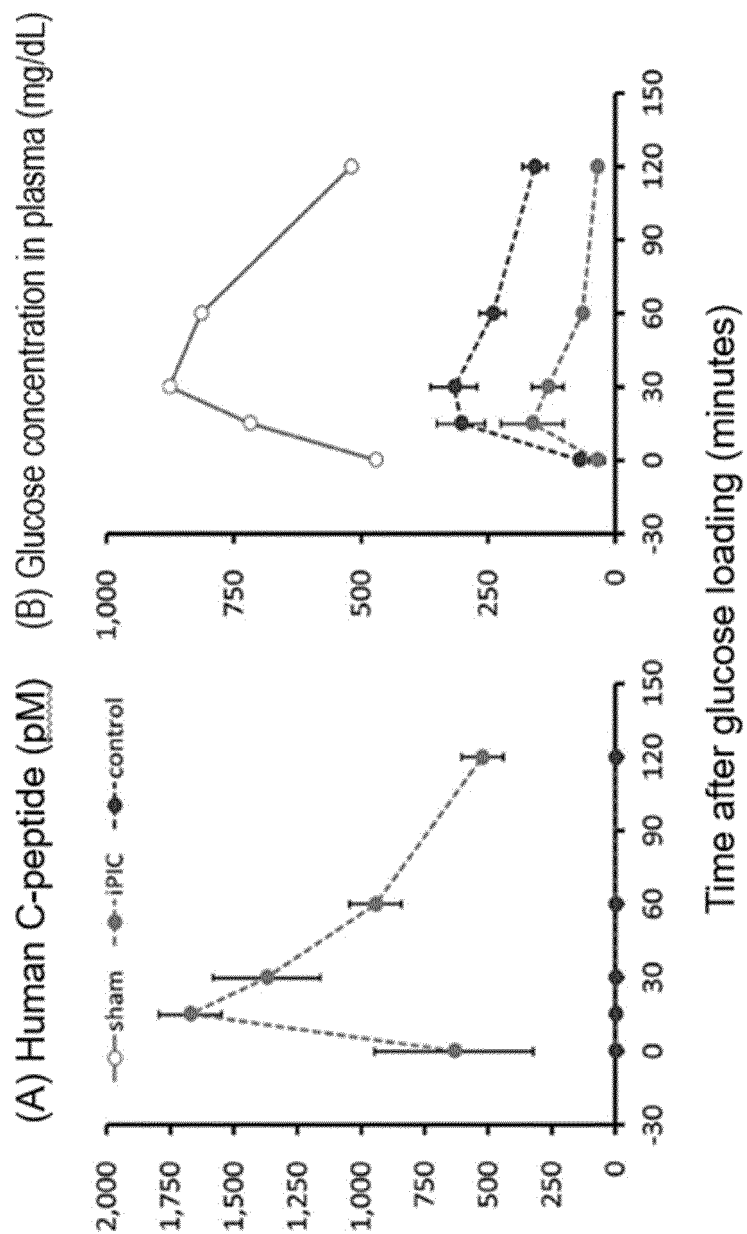 (A) Human C-peptide (pM)
sham iPIC control
2,000
1,750
1,500
1,250
1,000
750
500
250
0
-30 0 30 60 90 120 150
(B) Glucose concentration in plasma (mg/dL)
1,000
750
500
250
0
-30 0 30 60 90 120 150
Time after glucose loading (minutes)